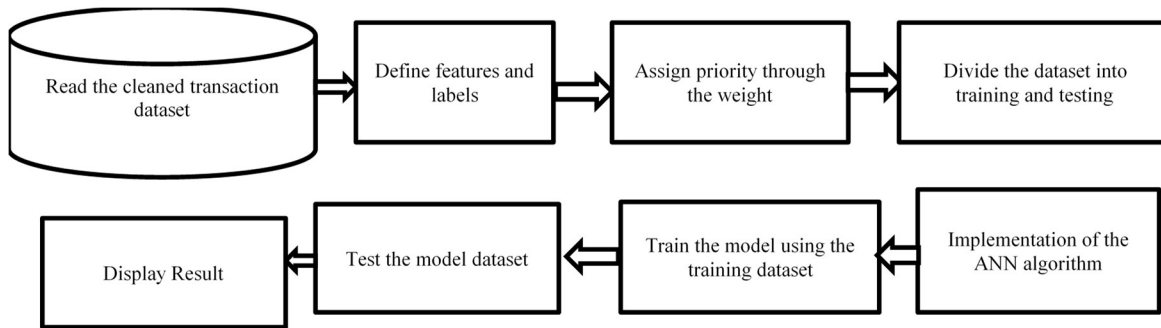 Read the cleaned transaction
dataset
Define features and
labels
Assign priority through
the weight
Divide the dataset into
training and testing
Display Result
Test the model dataset
Train the model using the
training dataset
Implementation of the
ANN algorithm